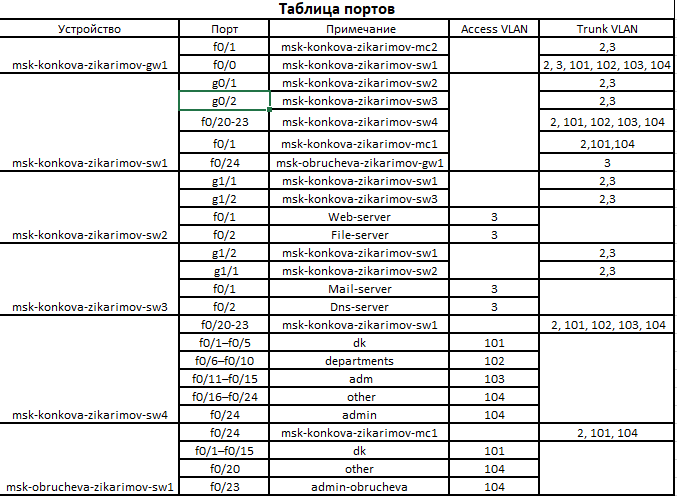 Таблица портов
Устройство Порт Примечание Access VLAN Trunk VLAN
f0/1 msk-konkova-zikarimov-mc2 2,3
msk-konkova-zikarimov-gw1 f0/0 msk-konkova-zikarimov-sw1 2, 3, 101, 102, 103, 104
g0/1 msk-konkova-zikarimov-sw2 2,3
g0/2 msk-konkova-zikarimov-sw3 2,3
f0/20-23 msk-konkova-zikarimov-sw4 2, 101, 102, 103, 104
f0/1 msk-konkova-zikarimov-mc1 2,101,104
msk-konkova-zikarimov-sw1 f0/24 msk-obrucheva-zikarimov-gw1 3
g1/1 msk-konkova-zikarimov-sw1 2,3
g1/2 msk-konkova-zikarimov-sw3 2,3
f0/1 Web-server 3
msk-konkova-zikarimov-sw2 f0/2 File-server 3
g1/2 msk-konkova-zikarimov-sw1 2,3
g1/1 msk-konkova-zikarimov-sw2 2,3
f0/1 Mail-server 3
msk-konkova-zikarimov-sw3 f0/2 Dns-server 3
f0/20-23 msk-konkova-zikarimov-sw1 2, 101, 102, 103, 104
f0/1–f0/5 dk 101
f0/6–f0/10 departments 102
f0/11–f0/15 adm 103
f0/16–f0/24 other 104
msk-konkova-zikarimov-sw4 f0/24 admin 104
f0/24 msk-konkova-zikarimov-mc1 2, 101, 104
f0/1–f0/15 dk 101
f0/20 other 104
msk-obrucheva-zikarimov-sw1 f0/23 admin-obrucheva 104